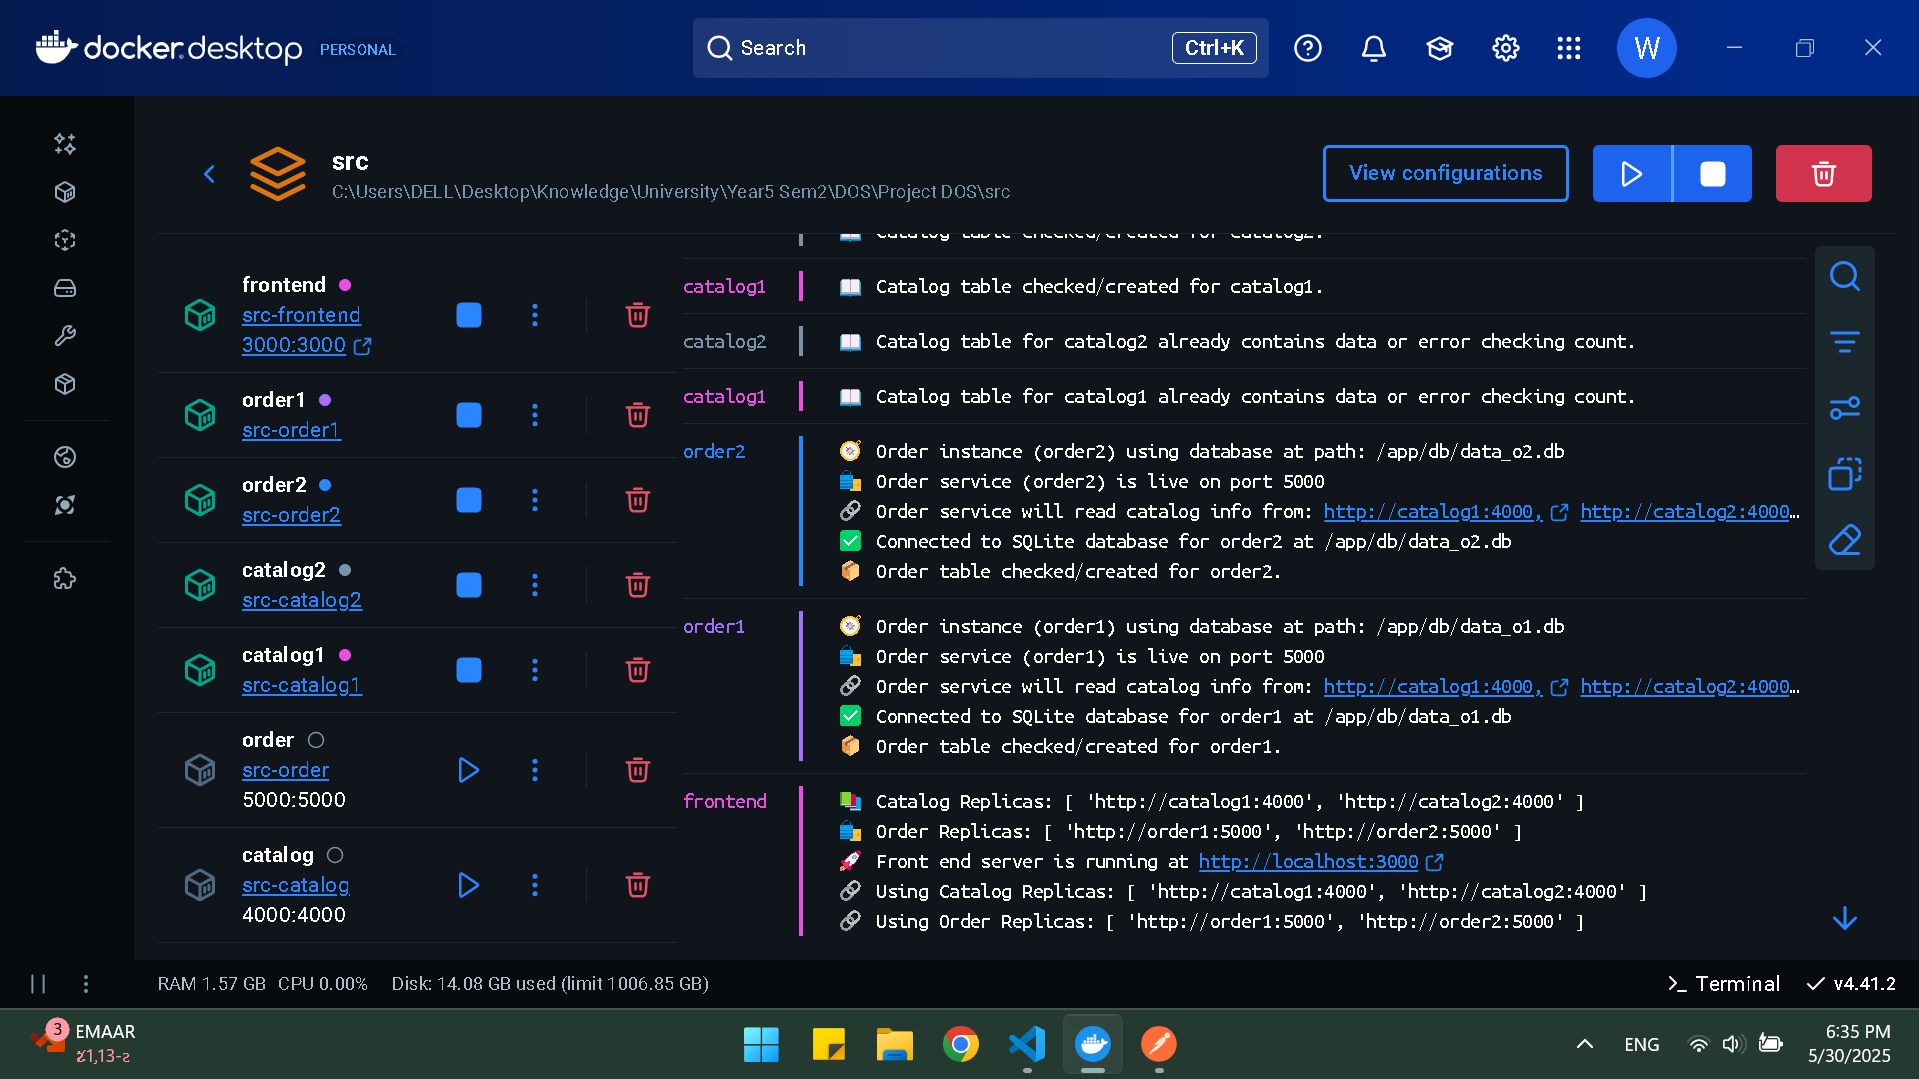 docker.desktop PERSONAL
Search
Ctrl+K
W
src
C:\Users\DELL\Desktop\Knowledge\University\Year5 Sem2\DOS\Project DOS\src
View configurations
frontend
src-frontend
3000:3000
order1
src-order1
order2
src-order2
catalog2
src-catalog2
catalog1
src-catalog1
order
src-order
5000:5000
catalog
src-catalog
4000:4000
Catalog table checked/created for catalog2.
catalog1 Catalog table checked/created for catalog1.
catalog2 Catalog table for catalog2 already contains data or error checking count.
catalog1 Catalog table for catalog1 already contains data or error checking count.
order2 Order instance (order2) using database at path: /app/db/data_o2.db
Order service (order2) is live on port 5000
Order service will read catalog info from: http://catalog1:4000, http://catalog2:4000…
Connected to SQLite database for order2 at /app/db/data_o2.db
Order table checked/created for order2.
order1 Order instance (order1) using database at path: /app/db/data_o1.db
Order service (order1) is live on port 5000
Order service will read catalog info from: http://catalog1:4000, http://catalog2:4000…
Connected to SQLite database for order1 at /app/db/data_o1.db
Order table checked/created for order1.
frontend Catalog Replicas: [ 'http://catalog1:4000', 'http://catalog2:4000' ]
Order Replicas: [ 'http://order1:5000', 'http://order2:5000' ]
Front end server is running at http://localhost:3000
Using Catalog Replicas: [ 'http://catalog1:4000', 'http://catalog2:4000' ]
Using Order Replicas: [ 'http://order1:5000', 'http://order2:5000' ]
RAM 1.57 GB CPU 0.00% Disk: 14.08 GB used (limit 1006.85 GB)
Terminal
v4.41.2
3
EMAAR
ENG
6:35 PM
5/30/2025